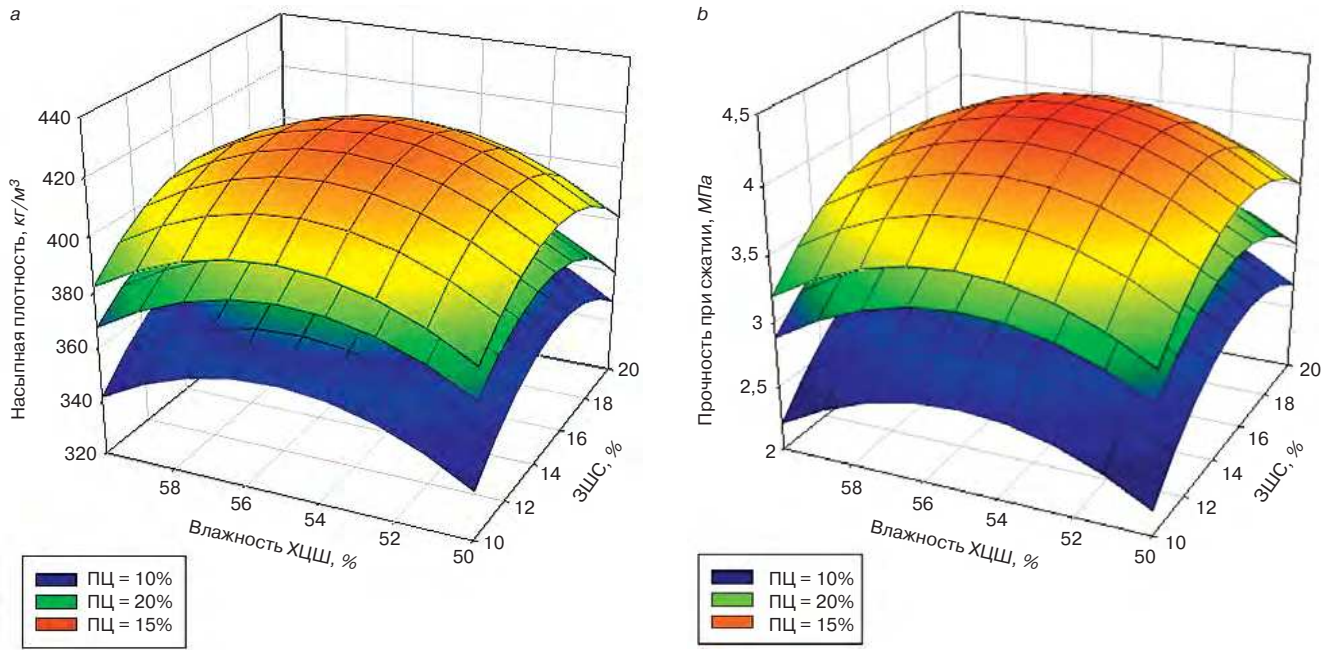 a
Насыпная плотность, кг/м³
440
420
400
380
360
340
320
58
56
54
52
50
Влажность ХЦШ, %
10
12
14
16
18
20
ЗШС, %
ПЦ = 10%
ПЦ = 20%
ПЦ = 15%
b
Прочность при сжатии, МПа
4,5
4
3,5
3
2,5
2
58
56
54
52
50
Влажность ХЦШ, %
10
12
14
16
18
20
ЗШС, %
ПЦ = 10%
ПЦ = 20%
ПЦ = 15%